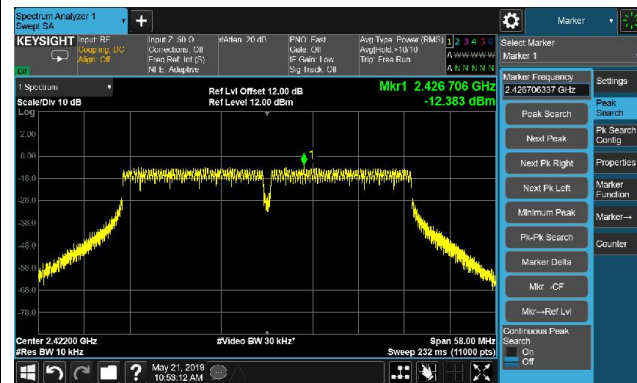 Spectrum Analyzer 1
Swept SA
+
Marker
KEYSIGHT
Input: RF
Coupling: DC
Align: Off
Input Z: 50 Ω
Corrections: Off
Freq Ref: Int (S)
NFE: Adaptive
#Atten: 20 dB
PNO: Fast
Gate: Off
IF Gain: Low
Sig Track: Off
Avg Type: Power (RMS)
Avg|Hold:>10/10
Trig: Free Run
1 2 3 4 5 6
A W W W W W
A N N N N N
Select Marker
Marker 1
1 Spectrum
Scale/Div 10 dB
Log
Ref Lvl Offset 12.00 dB
Ref Level 12.00 dBm
Mkr1 2.426 706 GHz
-12.383 dBm
2.00
-8.00
-18.0
-28.0
-38.0
-48.0
-58.0
-68.0
-78.0
1
Center 2.42200 GHz
#Res BW 10 kHz
#Video BW 30 kHz*
Span 58.00 MHz
Sweep 232 ms (11000 pts)
Marker Frequency
2.426706337 GHz
Peak Search
Next Peak
Next Pk Right
Next Pk Left
Minimum Peak
Pk-Pk Search
Marker Delta
Mkr→CF
Mkr→Ref Lvl
Continuous Peak
Search
On
Off
Settings
Peak
Search
Pk Search
Config
Properties
Marker
Function
Marker→
Counter
?
May 21, 2019
10:53:12 AM